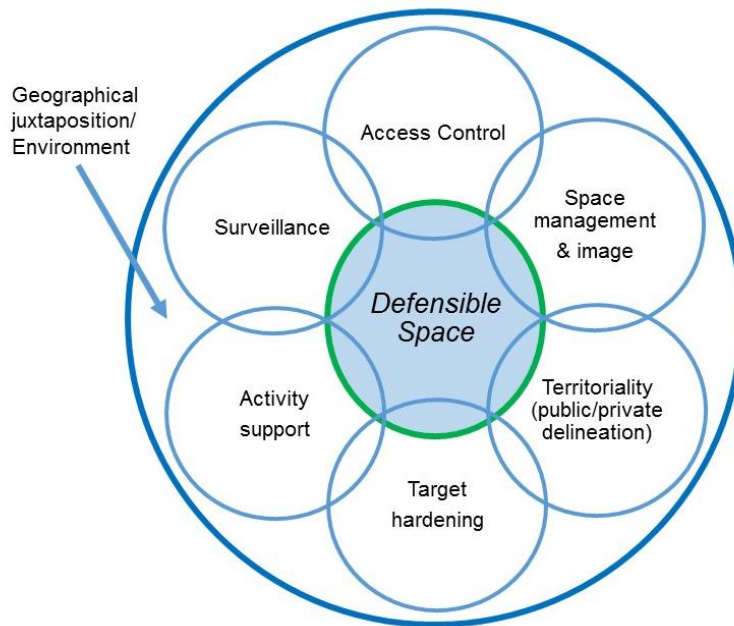 Geographical
juxtaposition/
Environment
Access Control
Surveillance
Space
management
& image
Defensible
Space
Activity
support
Territoriality
(public/private
delineation)
Target
hardening